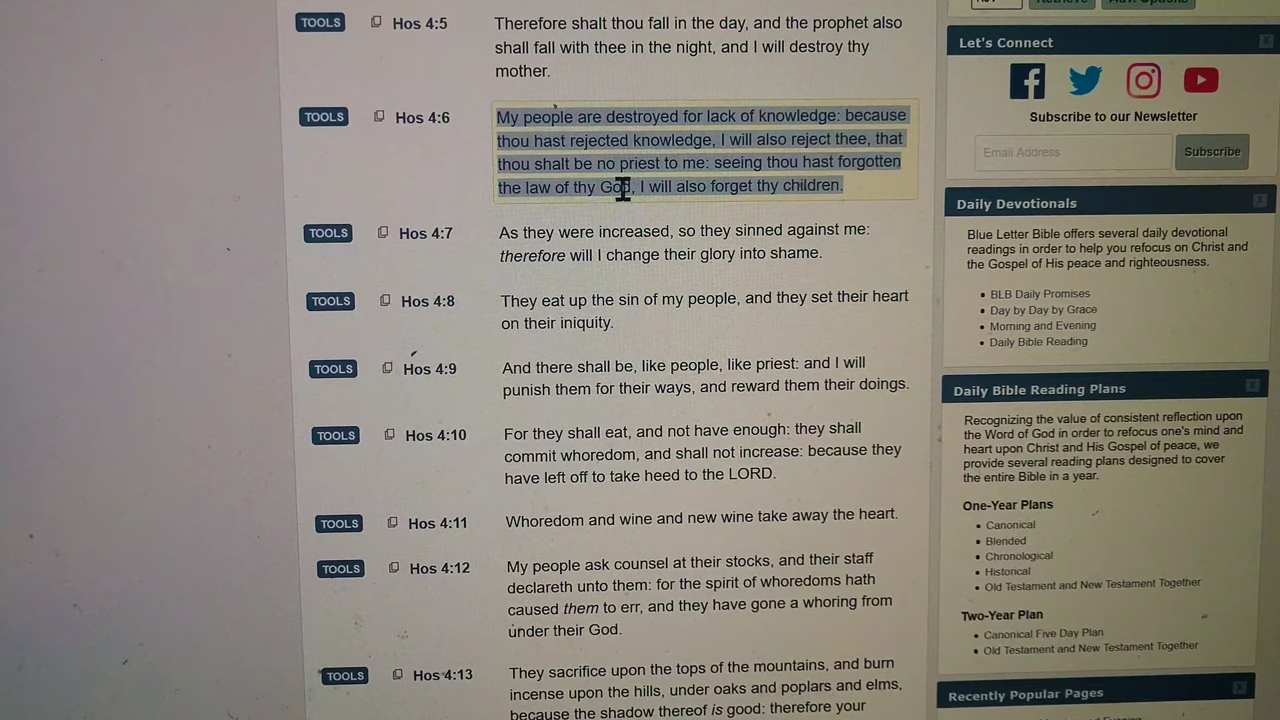 TOOLS Hos 4:5 Therefore shalt thou fall in the day, and the prophet also
shall fall with thee in the night, and I will destroy thy
mother.
TOOLS Hos 4:6 My people are destroyed for lack of knowledge: because
thou hast rejected knowledge, I will also reject thee, that
thou shalt be no priest to me: seeing thou hast forgotten
the law of thy God, I will also forget thy children.
TOOLS Hos 4:7 As they were increased, so they sinned against me:
therefore will I change their glory into shame.
TOOLS Hos 4:8 They eat up the sin of my people, and they set their heart
on their iniquity.
TOOLS Hos 4:9 And there shall be, like people, like priest: and I will
punish them for their ways, and reward them their doings.
TOOLS Hos 4:10 For they shall eat, and not have enough: they shall
commit whoredom, and shall not increase: because they
have left off to take heed to the LORD.
TOOLS Hos 4:11 Whoredom and wine and new wine take away the heart.
TOOLS Hos 4:12 My people ask counsel at their stocks, and their staff
declareth unto them: for the spirit of whoredoms hath
caused them to err, and they have gone a whoring from
under their God.
TOOLS Hos 4:13 They sacrifice upon the tops of the mountains, and burn
incense upon the hills, under oaks and poplars and elms,
because the shadow thereof is good: therefore your
Let's Connect
Subscribe to our Newsletter
Email Address Subscribe
Daily Devotionals
Blue Letter Bible offers several daily devotional
readings in order to help you refocus on Christ and
the Gospel of His peace and righteousness.
BLB Daily Promises
Day by Day by Grace
Morning and Evening
Daily Bible Reading
Daily Bible Reading Plans
Recognizing the value of consistent reflection upon
the Word of God in order to refocus one's mind and
heart upon Christ and His Gospel of peace, we
provide several reading plans designed to cover
the entire Bible in a year.
One-Year Plans
Canonical
Blended
Chronological
Historical
Old Testament and New Testament Together
Two-Year Plan
Canonical Five Day Plan
Old Testament and New Testament Together
Recently Popular Pages